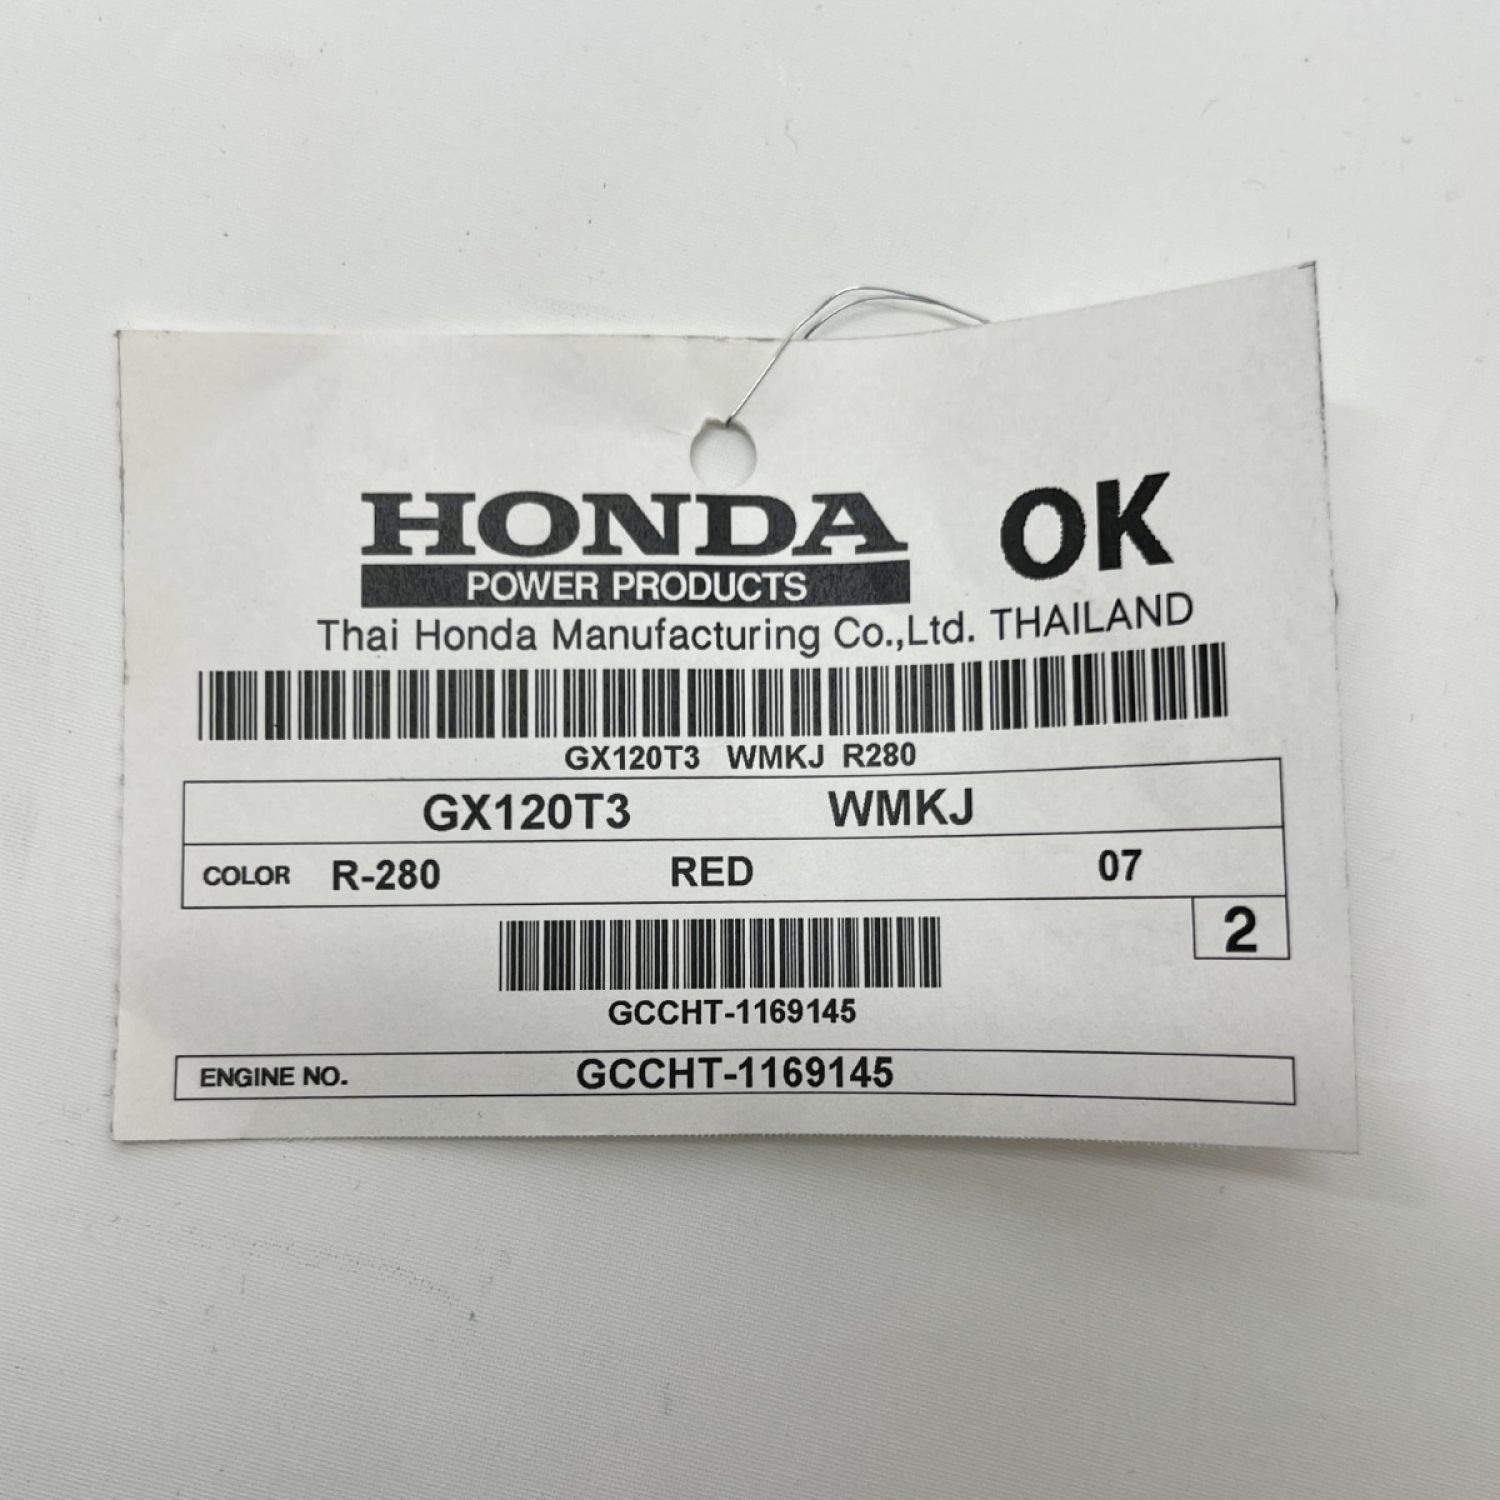 HONDA OK
POWER PRODUCTS
Thai Honda Manufacturing Co.,Ltd. THAILAND
GX120T3 WMKJ R280
GX120T3 WMKJ
COLOR R-280 RED 07
2
GCCHT-1169145
ENGINE NO. GCCHT-1169145